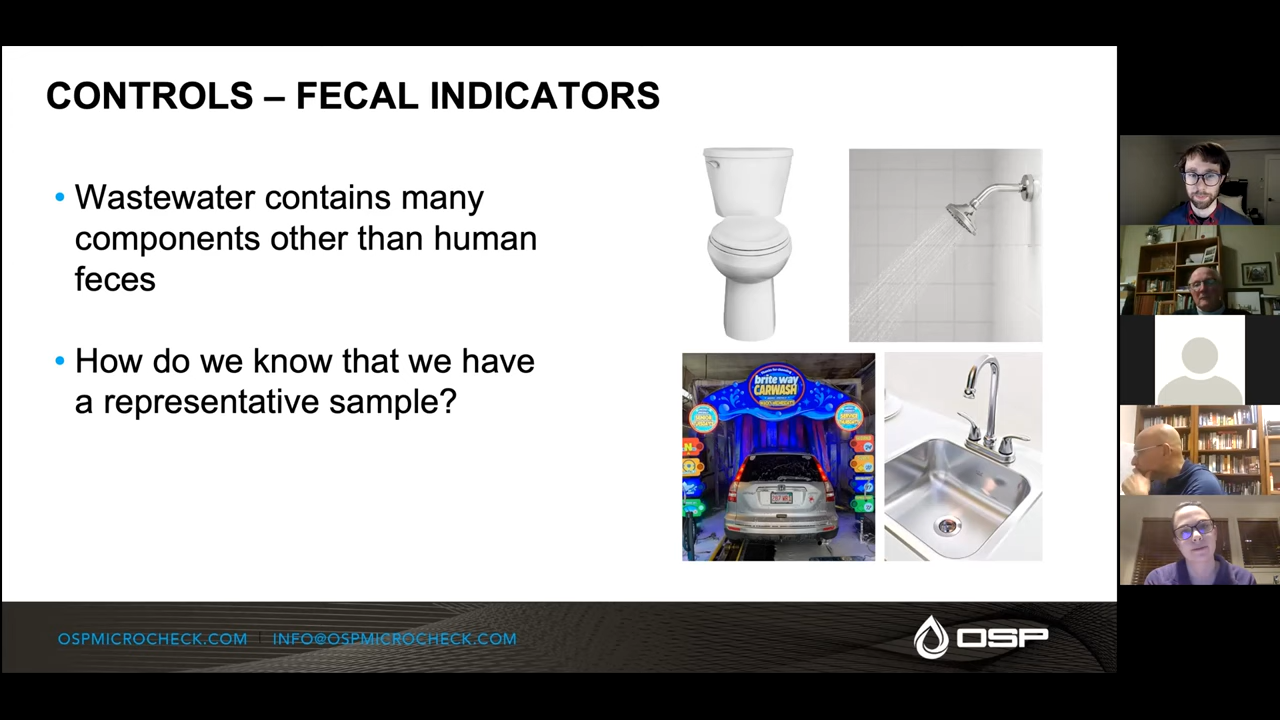 CONTROLS – FECAL INDICATORS
• Wastewater contains many
components other than human
feces
• How do we know that we have
a representative sample?
brite way
CARWASH
OSPMICROCHECK.COM | INFO@OSPMICROCHECK.COM
OSP